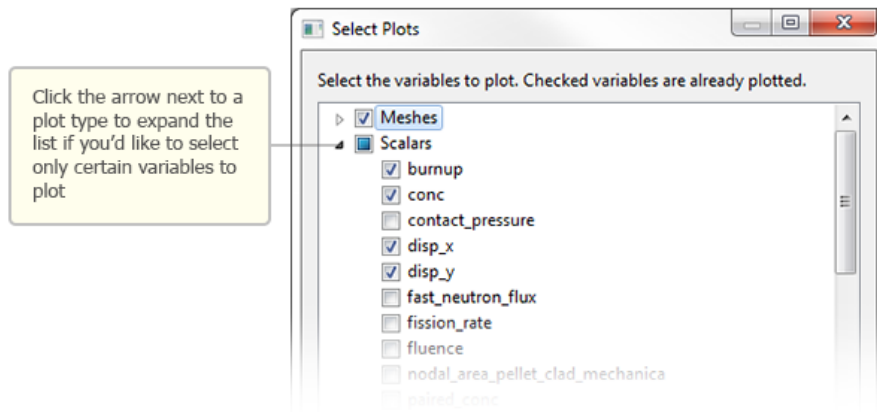 Select Plots
Select the variables to plot. Checked variables are already plotted.
Click the arrow next to a
plot type to expand the
list if you'd like to select
only certain variables to
plot
Meshes
Scalars
burnup
conc
contact_pressure
disp_x
disp_y
fast_neutron_flux
fission_rate
fluence
nodal_area_pellet_clad_mechanica
paired_conc